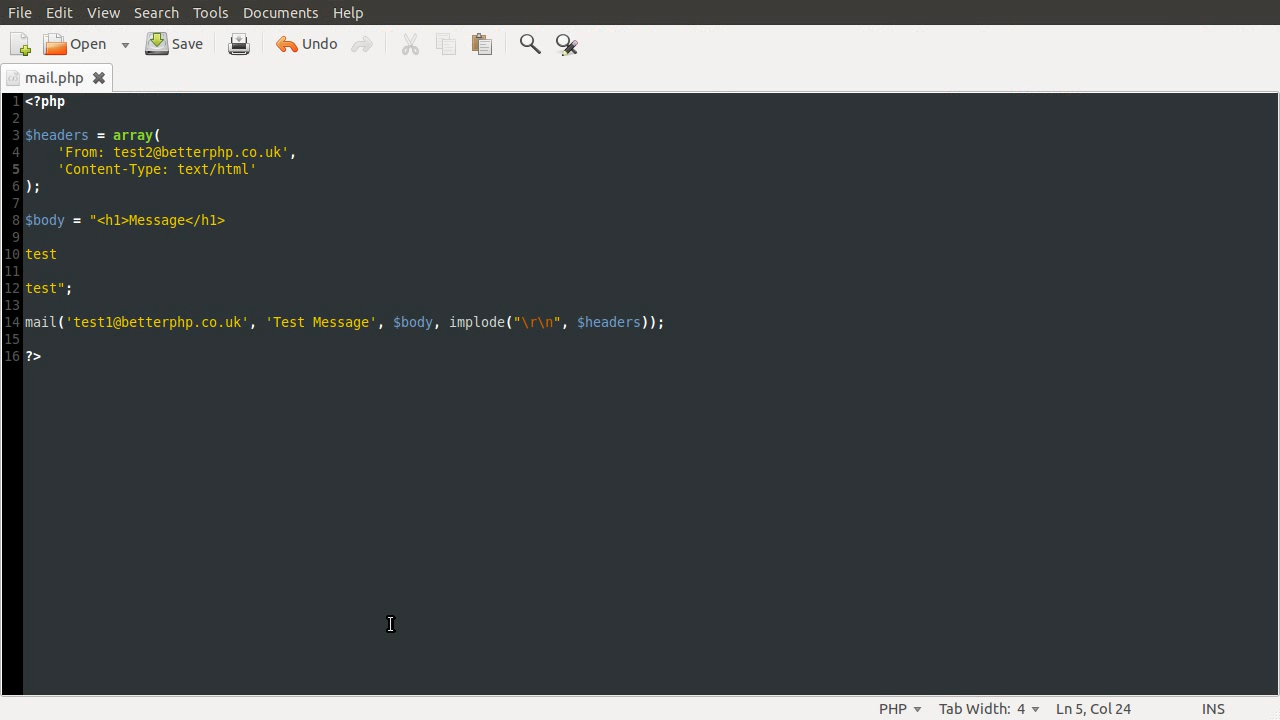 File Edit View Search Tools Documents Help
Open Save Undo
mail.php
1 <?php
2
3 $headers = array(
4     'From: test2@betterphp.co.uk',
5     'Content-Type: text/html'
6 );
7
8 $body = "<h1>Message</h1>
9
10 test
11
12 test";
13
14 mail('test1@betterphp.co.uk', 'Test Message', $body, implode("\r\n", $headers));
15
16 ?>
PHP Tab Width: 4 Ln 5, Col 24 INS